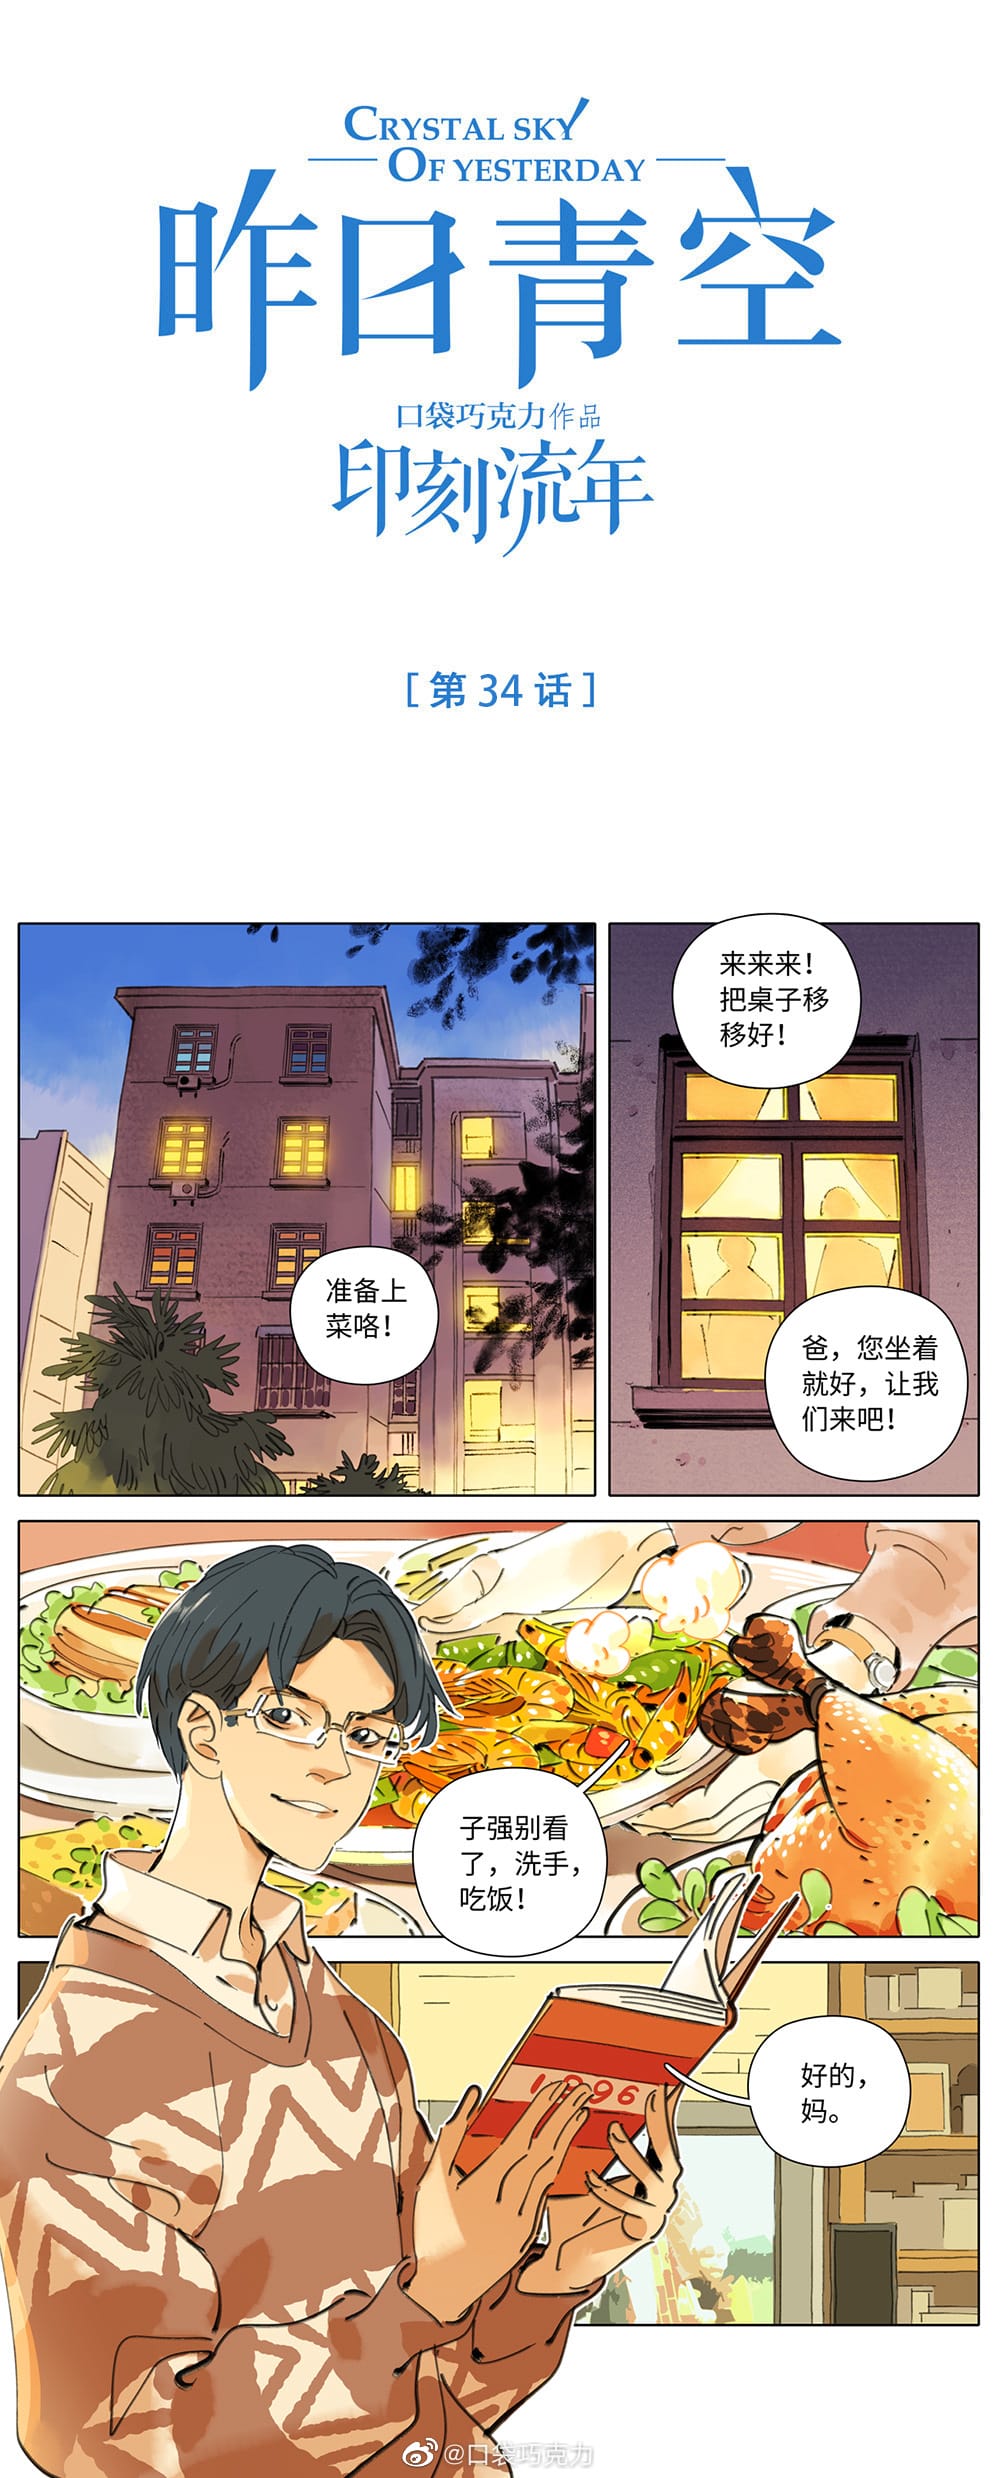 CRYSTAL SKY
OF YESTERDAY
昨日青空
口袋巧克力作品
印刻流年
[第 34 话]
准备上
菜咯！
来来来！
把桌子移
移好！
爸，您坐着
就好，让我
们来吧！
子强别看
了，洗手，
吃饭！
1996
好的，
妈。
@口袋巧克力